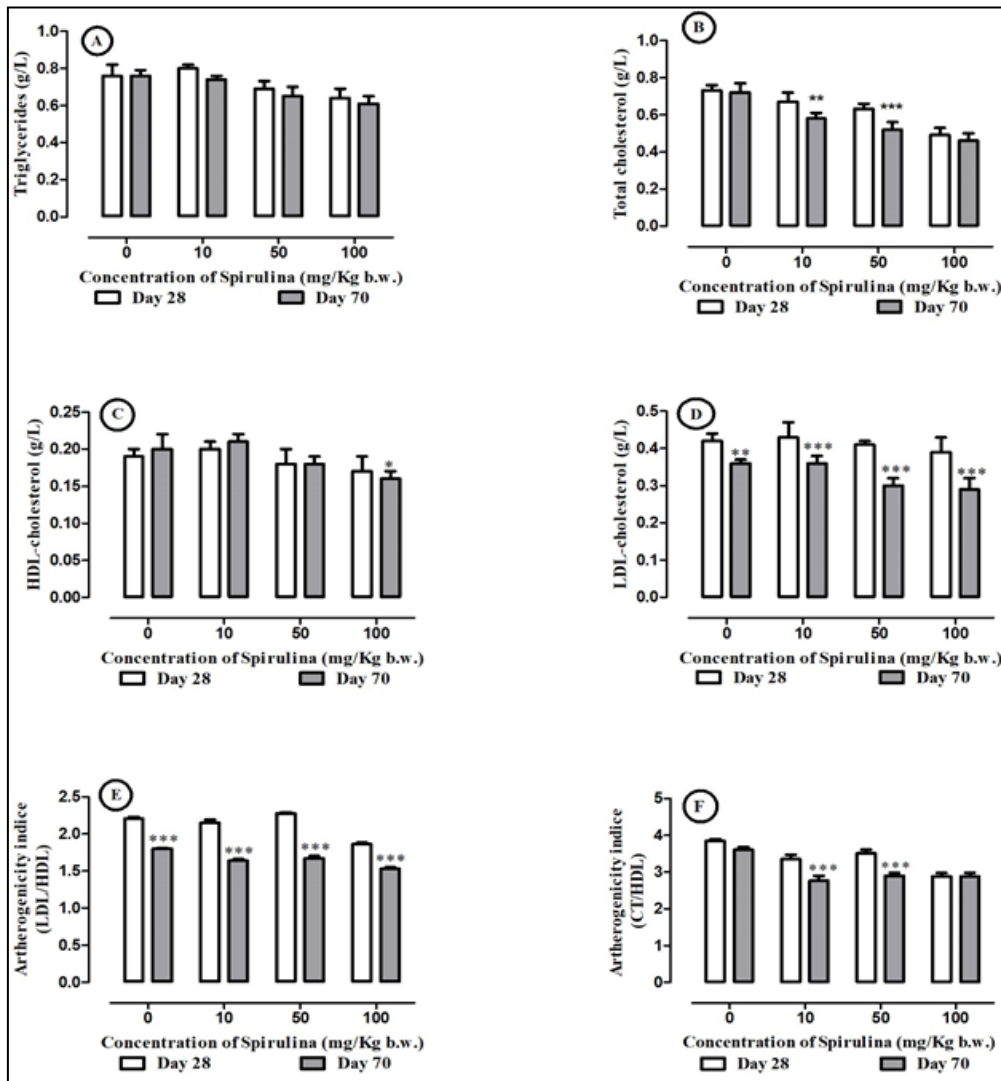 A
Triglycerides (g/L)
1.0
0.8
0.6
0.4
0.2
0.0
0 10 50 100
Concentration of Spirulina (mg/Kg b.w.)
Day 28 Day 70
B
Total cholesterol (g/L)
1.0
0.8
0.6
0.4
0.2
0.0
** ***
0 10 50 100
Concentration of Spirulina (mg/Kg b.w.)
Day 28 Day 70
C
HDL-cholesterol (g/L)
0.25
0.20
0.15
0.10
0.05
0.00
*
0 10 50 100
Concentration of Spirulina (mg/Kg b.w.)
Day 28 Day 70
D
LDL-cholesterol (g/L)
0.5
0.4
0.3
0.2
0.1
0.0
** *** *** ***
0 10 50 100
Concentration of Spirulina (mg/Kg b.w.)
Day 28 Day 70
E
Artherogenicity indice
(LDL/HDL)
2.5
2.0
1.5
1.0
0.5
0.0
*** *** *** ***
0 10 50 100
Concentration of Spirulina (mg/Kg b.w.)
Day 28 Day 70
F
Artherogenicity indice
(CT/HDL)
5
4
3
2
1
0
*** ***
0 10 50 100
Concentration of Spirulina (mg/Kg b.w.)
Day 28 Day 70